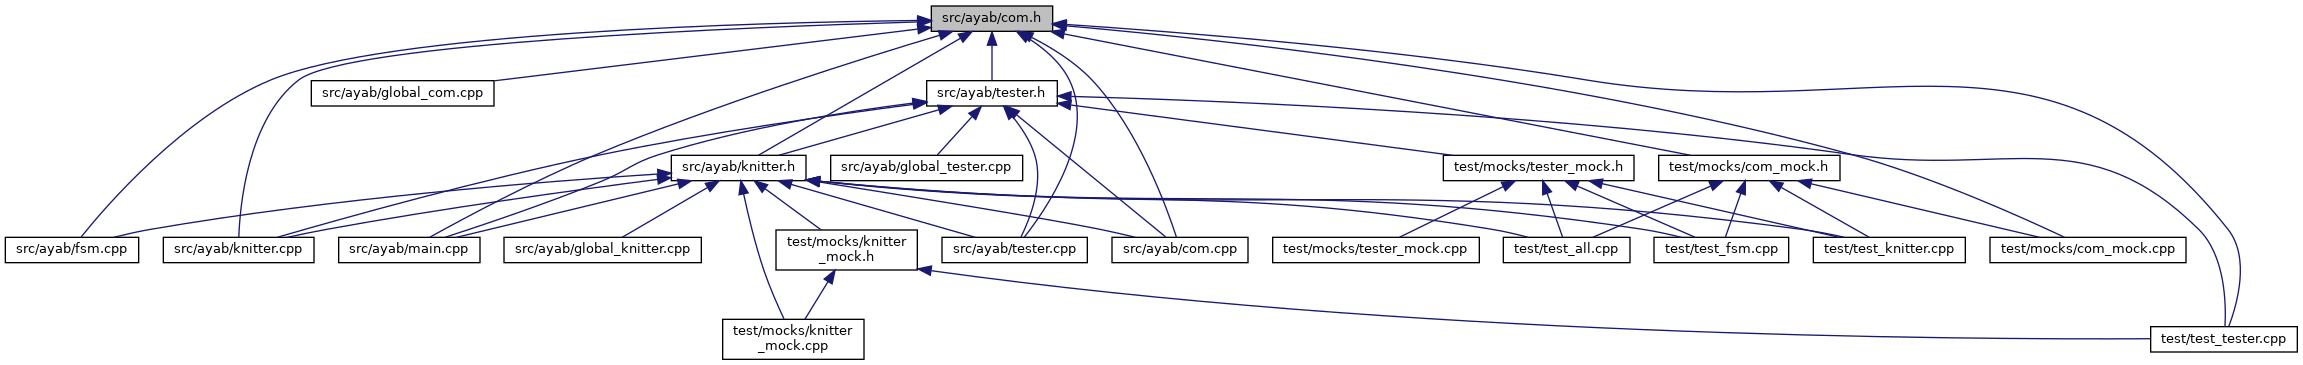 src/ayab/com.h
src/ayab/global_com.cpp
src/ayab/tester.h
src/ayab/knitter.h
src/ayab/global_tester.cpp
test/mocks/tester_mock.h
test/mocks/com_mock.h
src/ayab/fsm.cpp
src/ayab/knitter.cpp
src/ayab/main.cpp
src/ayab/global_knitter.cpp
test/mocks/knitter
_mock.h
src/ayab/tester.cpp
src/ayab/com.cpp
test/mocks/tester_mock.cpp
test/test_all.cpp
test/test_fsm.cpp
test/test_knitter.cpp
test/mocks/com_mock.cpp
test/mocks/knitter
_mock.cpp
test/test_tester.cpp